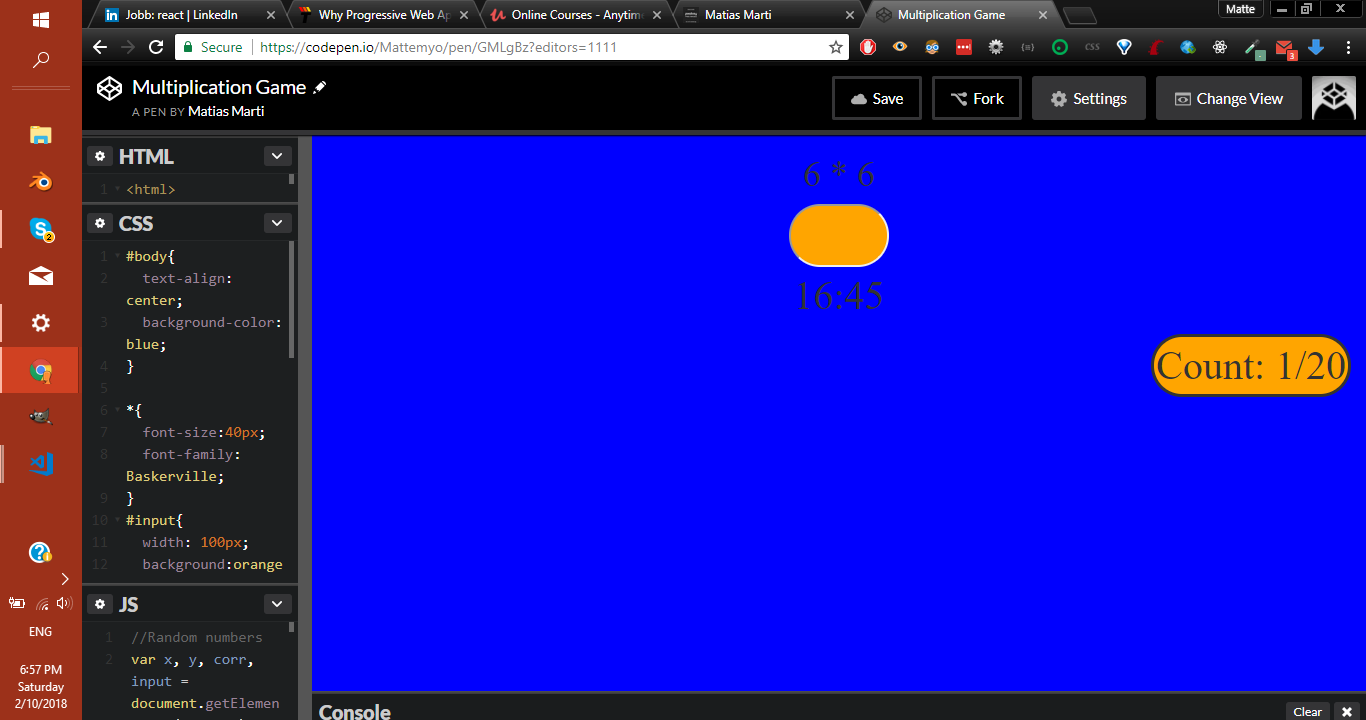 Jobb: react | LinkedIn
Why Progressive Web Ap
Online Courses - Anytime
Matias Marti
Multiplication Game
Matte
Secure
https://codepen.io/Mattemyo/pen/GMLgBz?editors=1111
css
3
Multiplication Game
A PEN BY Matias Marti
Save
Fork
Settings
Change View
HTML
1 <html>
CSS
1 #body{
2 text-align:
center;
3 background-color:
blue;
4 }
5
6 *{
7 font-size:40px;
8 font-family:
Baskerville;
9 }
10 #input{
11 width: 100px;
12 background:orange
JS
1 //Random numbers
2 var x, y, corr,
input =
document.getElemen
6 * 6
16:45
Count: 1/20
Console
Clear
2
ENG
6:57 PM
Saturday
2/10/2018